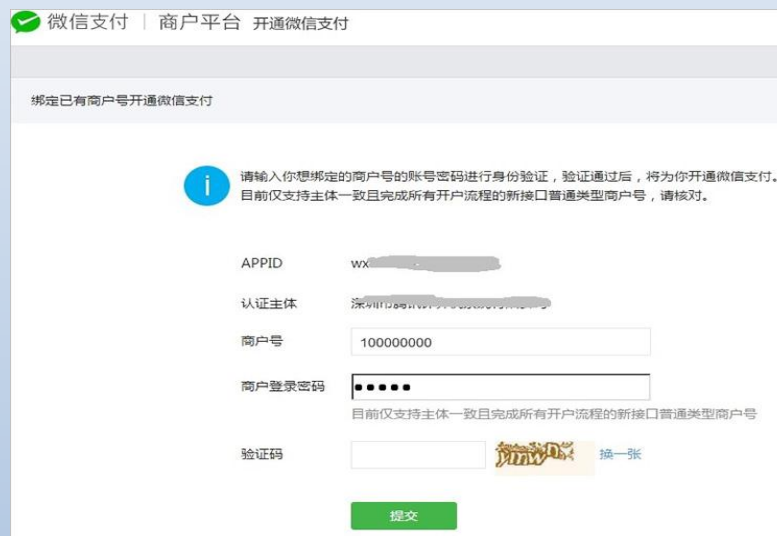 微信支付 | 商户平台 开通微信支付
绑定已有商户号开通微信支付
请输入你想绑定的商户号的账号密码进行身份验证，验证通过后，将为你开通微信支付。
目前仅支持主体一致且完成所有开户流程的新接口普通类型商户号，请核对。
APPID wx
认证主体
商户号 100000000
商户登录密码 •••••
目前仅支持主体一致且完成所有开户流程的新接口普通类型商户号
验证码 换一张
提交